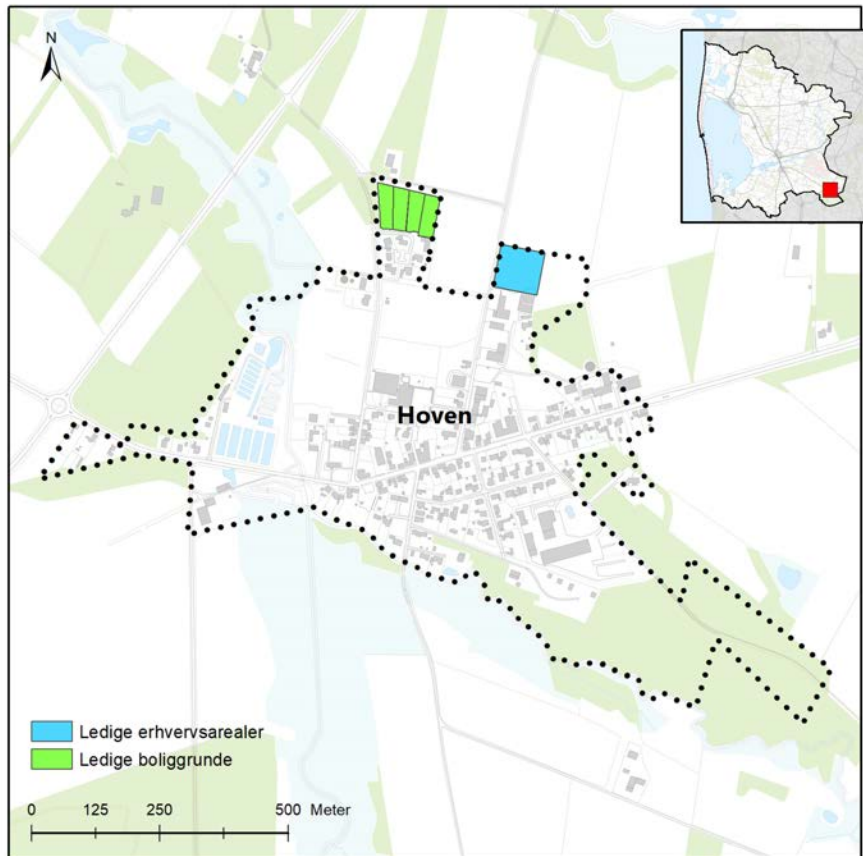 N
Hoven
Ledige erhvervsarealer
Ledige boliggrunde
0 125 250 500 Meter